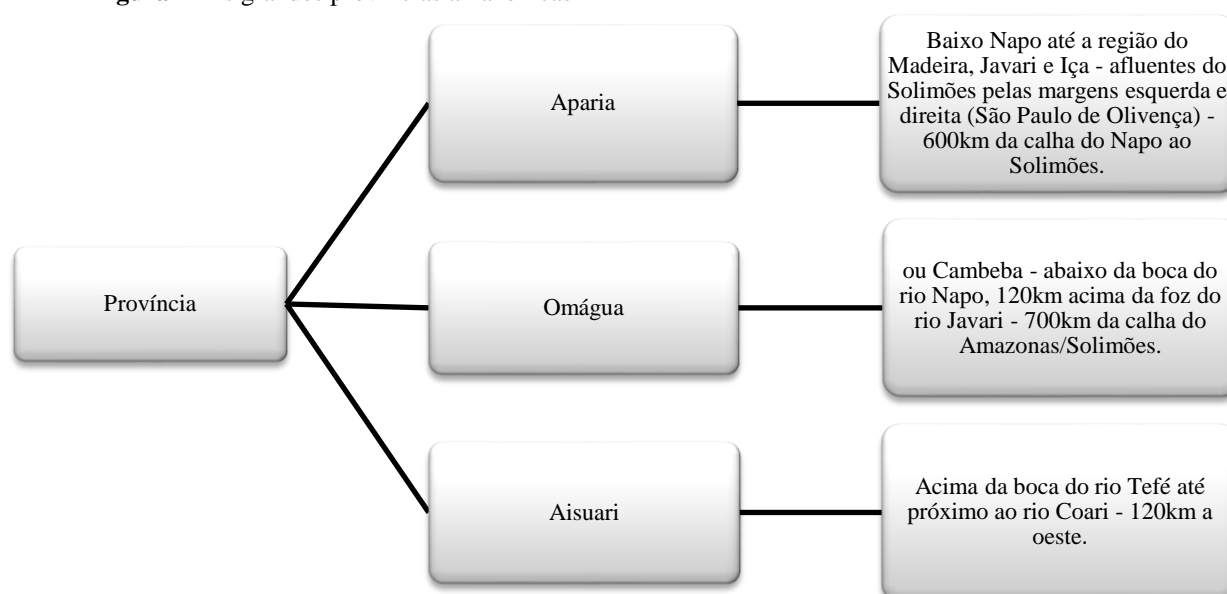 Província
Aparia
Baixo Napo até a região do
Madeira, Javari e Iça - afluentes do
Solimões pelas margens esquerda e
direita (São Paulo de Olivença) -
600km da calha do Napo ao
Solimões.
Omágua
ou Cambeba - abaixo da boca do
rio Napo, 120km acima da foz do
rio Javari - 700km da calha do
Amazonas/Solimões.
Aisuari
Acima da boca do rio Tefé até
próximo ao rio Coari - 120km a
oeste.